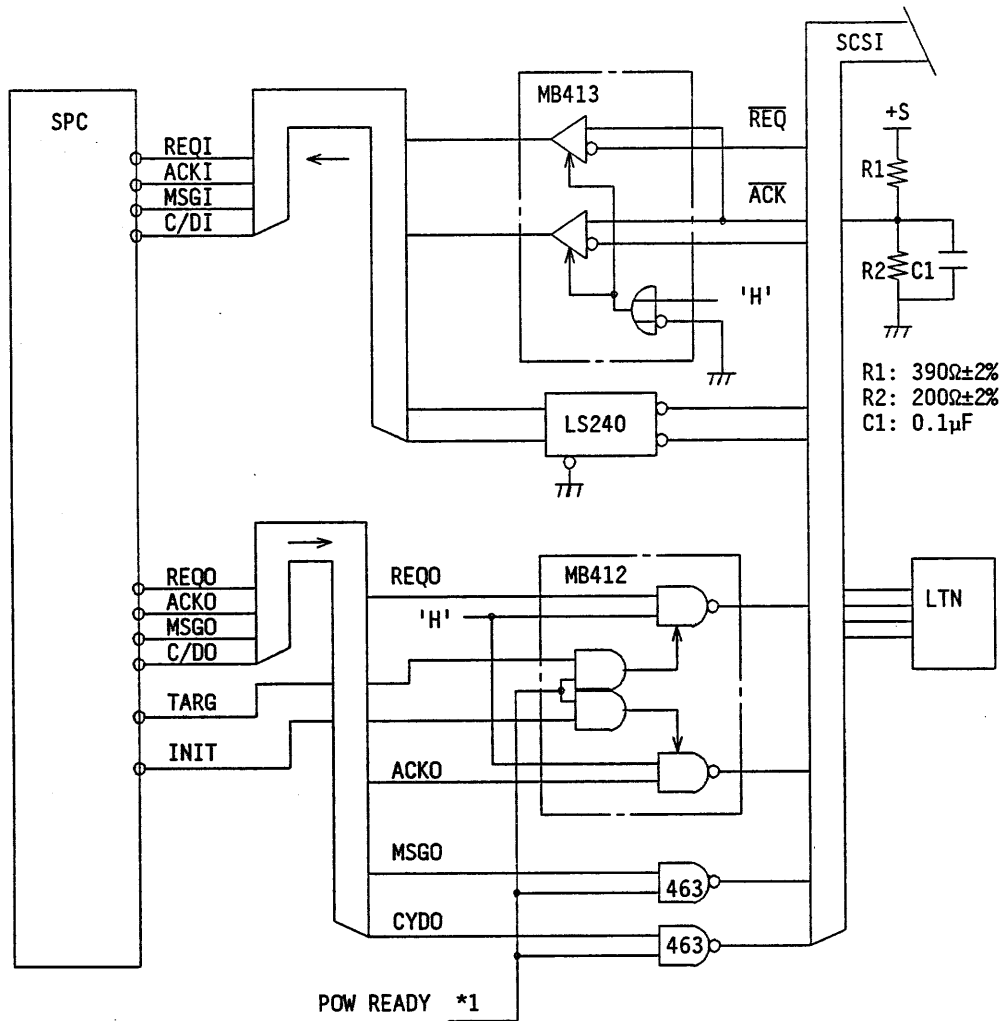 SCSI
SPC
MB413
+S
REQI
REQ
R1
ACKI
MSGI
ACK
C/DI
R2
C1
'H'
R1: 390Ω±2%
R2: 200Ω±2%
C1: 0.1μF
LS240
REQO
REQO
MB412
LTN
ACKO
'H'
MSGO
C/DO
TARG
INIT
ACKO
MSGO
463
CYDO
463
POW READY *1